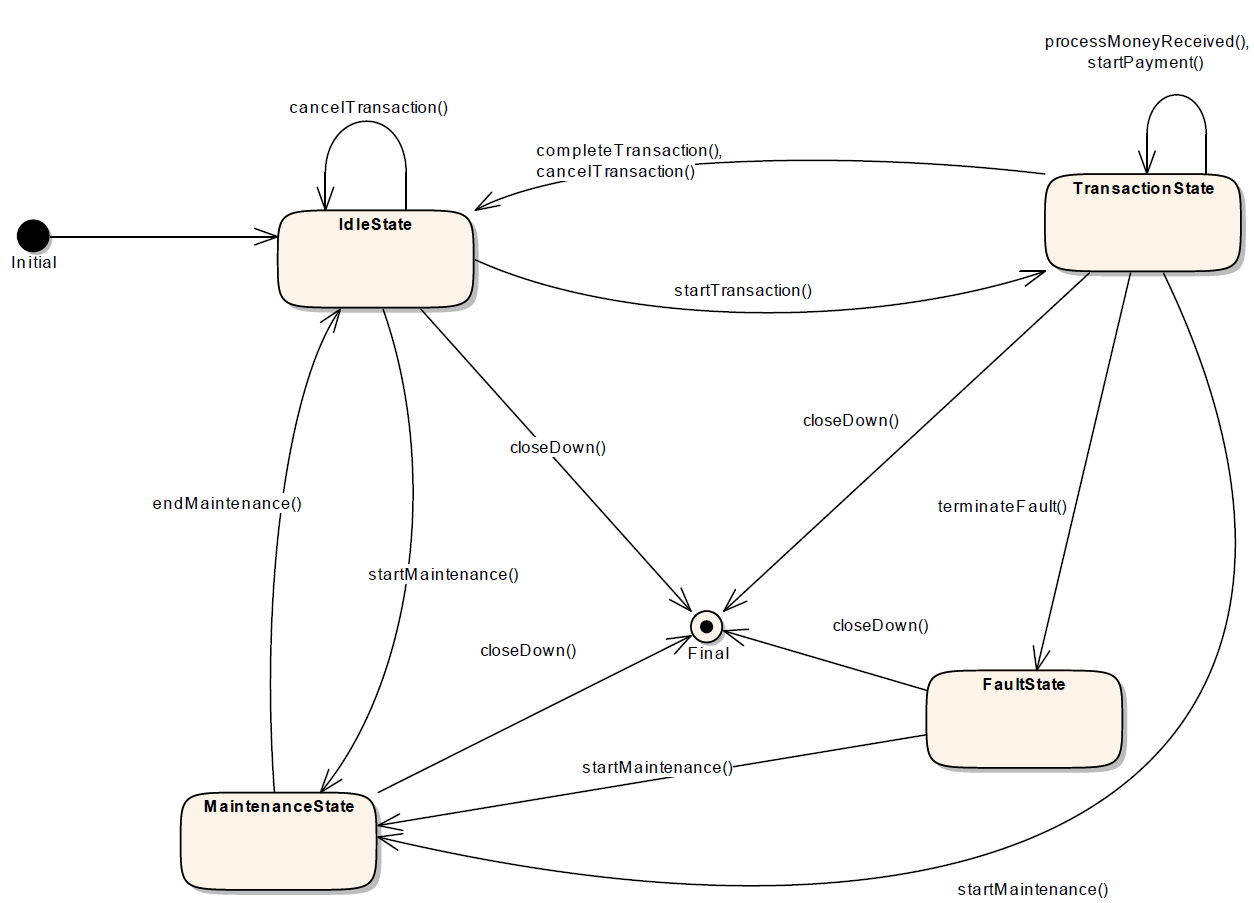 processMoneyReceived(),
startPayment()
cancelTransaction()
completeTransaction(),
cancelTransaction()
TransactionState
IdleState
Initial
startTransaction()
closeDown()
closeDown()
endMaintenance()
terminateFault()
startMaintenance()
closeDown()
closeDown()
Final
FaultState
startMaintenance()
MaintenanceState
startMaintenance()